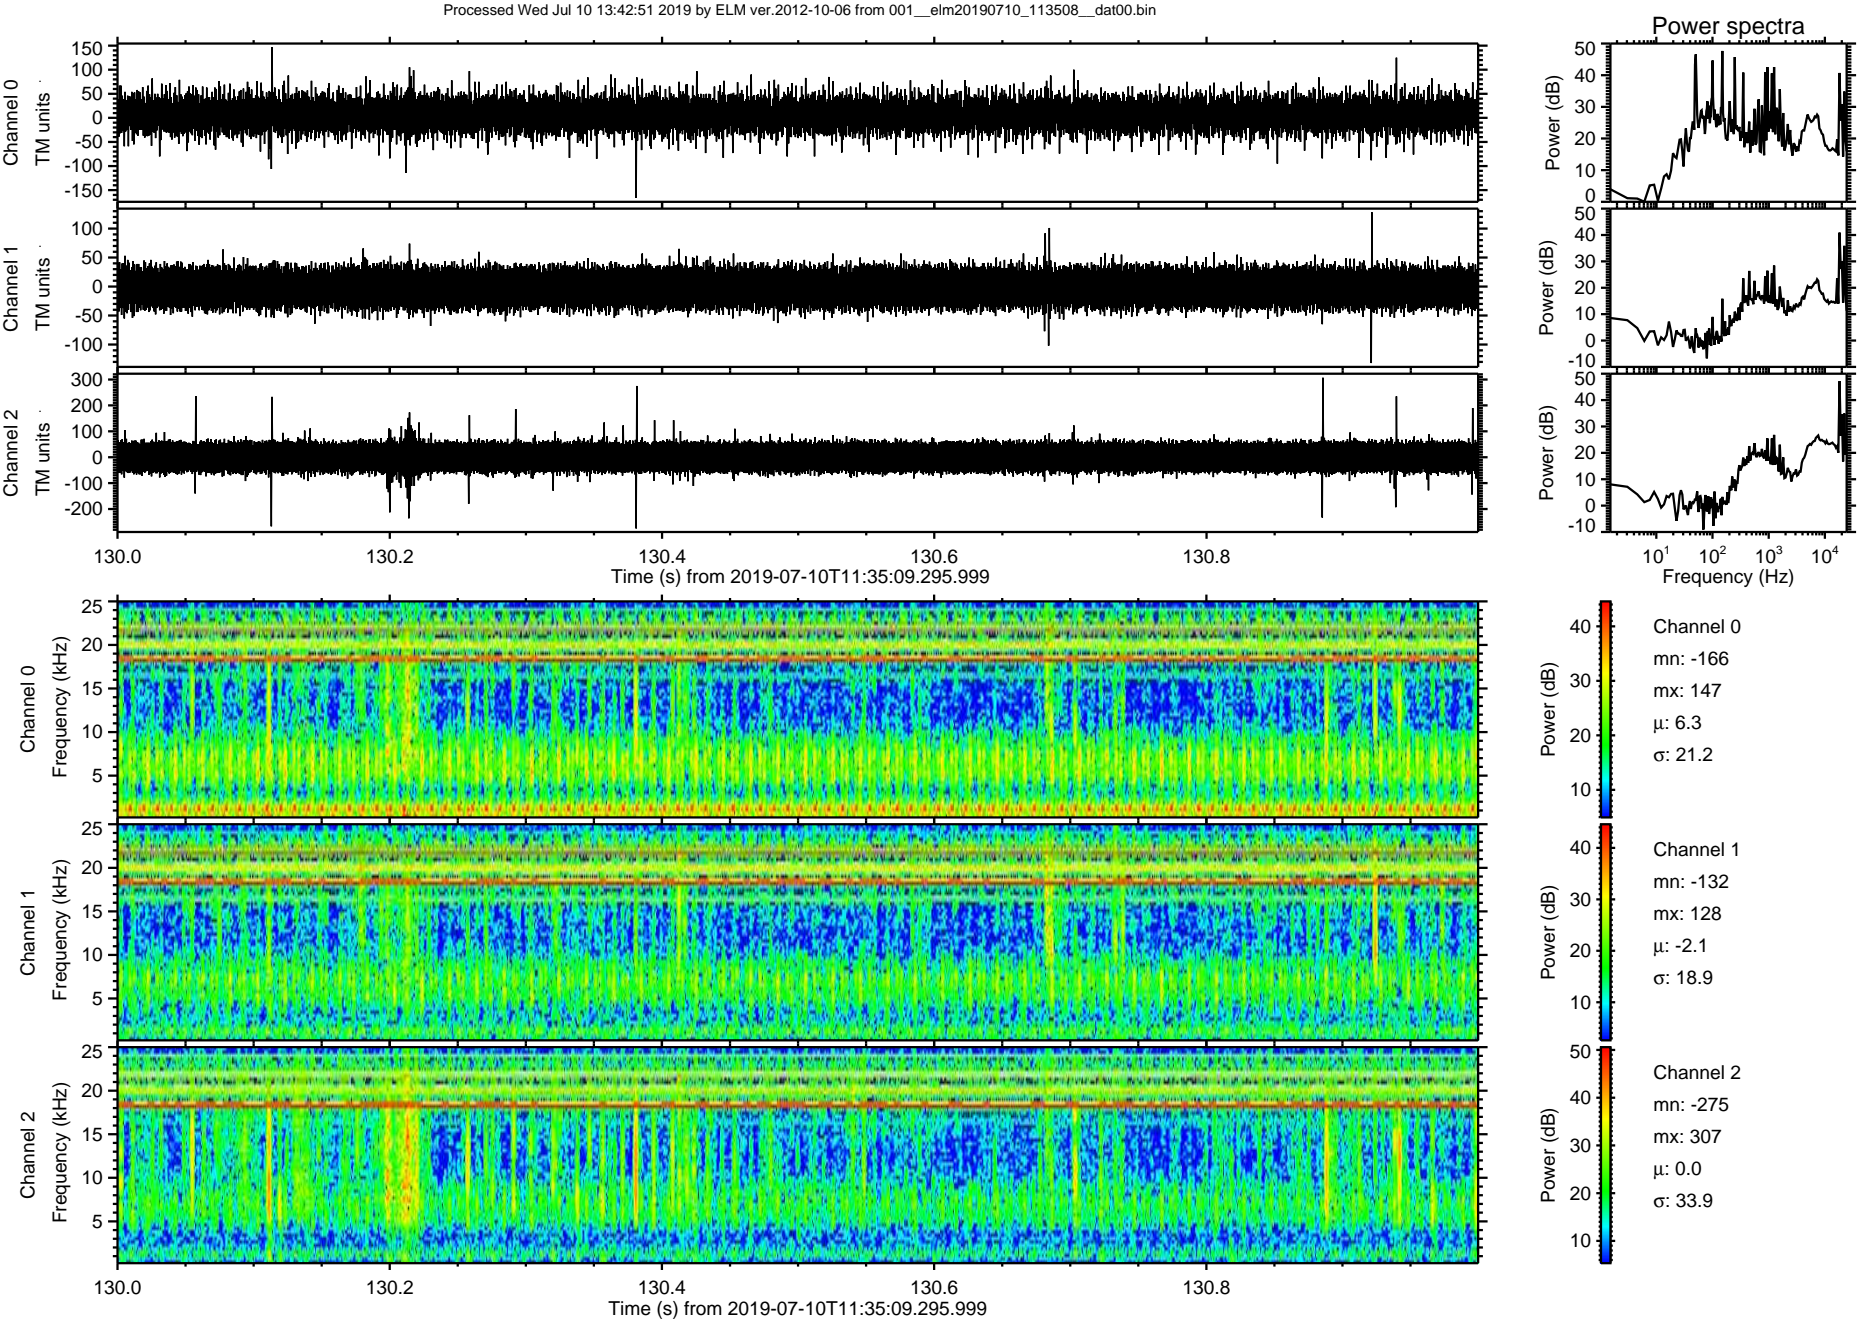 Processed Wed Jul 10 13:42:51 2019 by ELM ver.2012-10-06 from 001__elm20190710_113508__dat00.bin
Power spectra
Channel 0
TM units
150
100
50
0
-50
-100
-150
Power (dB)
50
40
30
20
10
0
Channel 1
TM units
100
50
0
-50
-100
Power (dB)
50
40
30
20
10
0
-10
Channel 2
TM units
300
200
100
0
-100
-200
Power (dB)
50
40
30
20
10
0
-10
130.0 130.2 130.4 130.6 130.8
Time (s) from 2019-07-10T11:35:09.295.999
10^1 10^2 10^3 10^4
Frequency (Hz)
Channel 0
Frequency (kHz)
25
20
15
10
5
Power (dB)
40
30
20
10
Channel 0
mn: -166
mx: 147
μ: 6.3
σ: 21.2
Channel 1
Frequency (kHz)
25
20
15
10
5
Power (dB)
40
30
20
10
Channel 1
mn: -132
mx: 128
μ: -2.1
σ: 18.9
Channel 2
Frequency (kHz)
25
20
15
10
5
Power (dB)
50
40
30
20
10
Channel 2
mn: -275
mx: 307
μ: 0.0
σ: 33.9
130.0 130.2 130.4 130.6 130.8
Time (s) from 2019-07-10T11:35:09.295.999